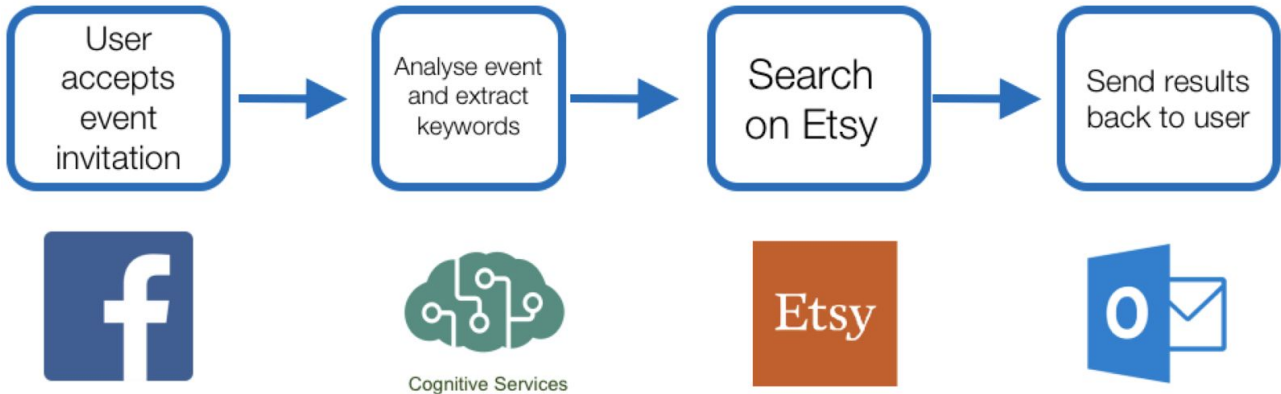 User
accepts
event
invitation
Analyse event
and extract
keywords
Search
on Etsy
Send results
back to user
f
Cognitive Services
Etsy
O